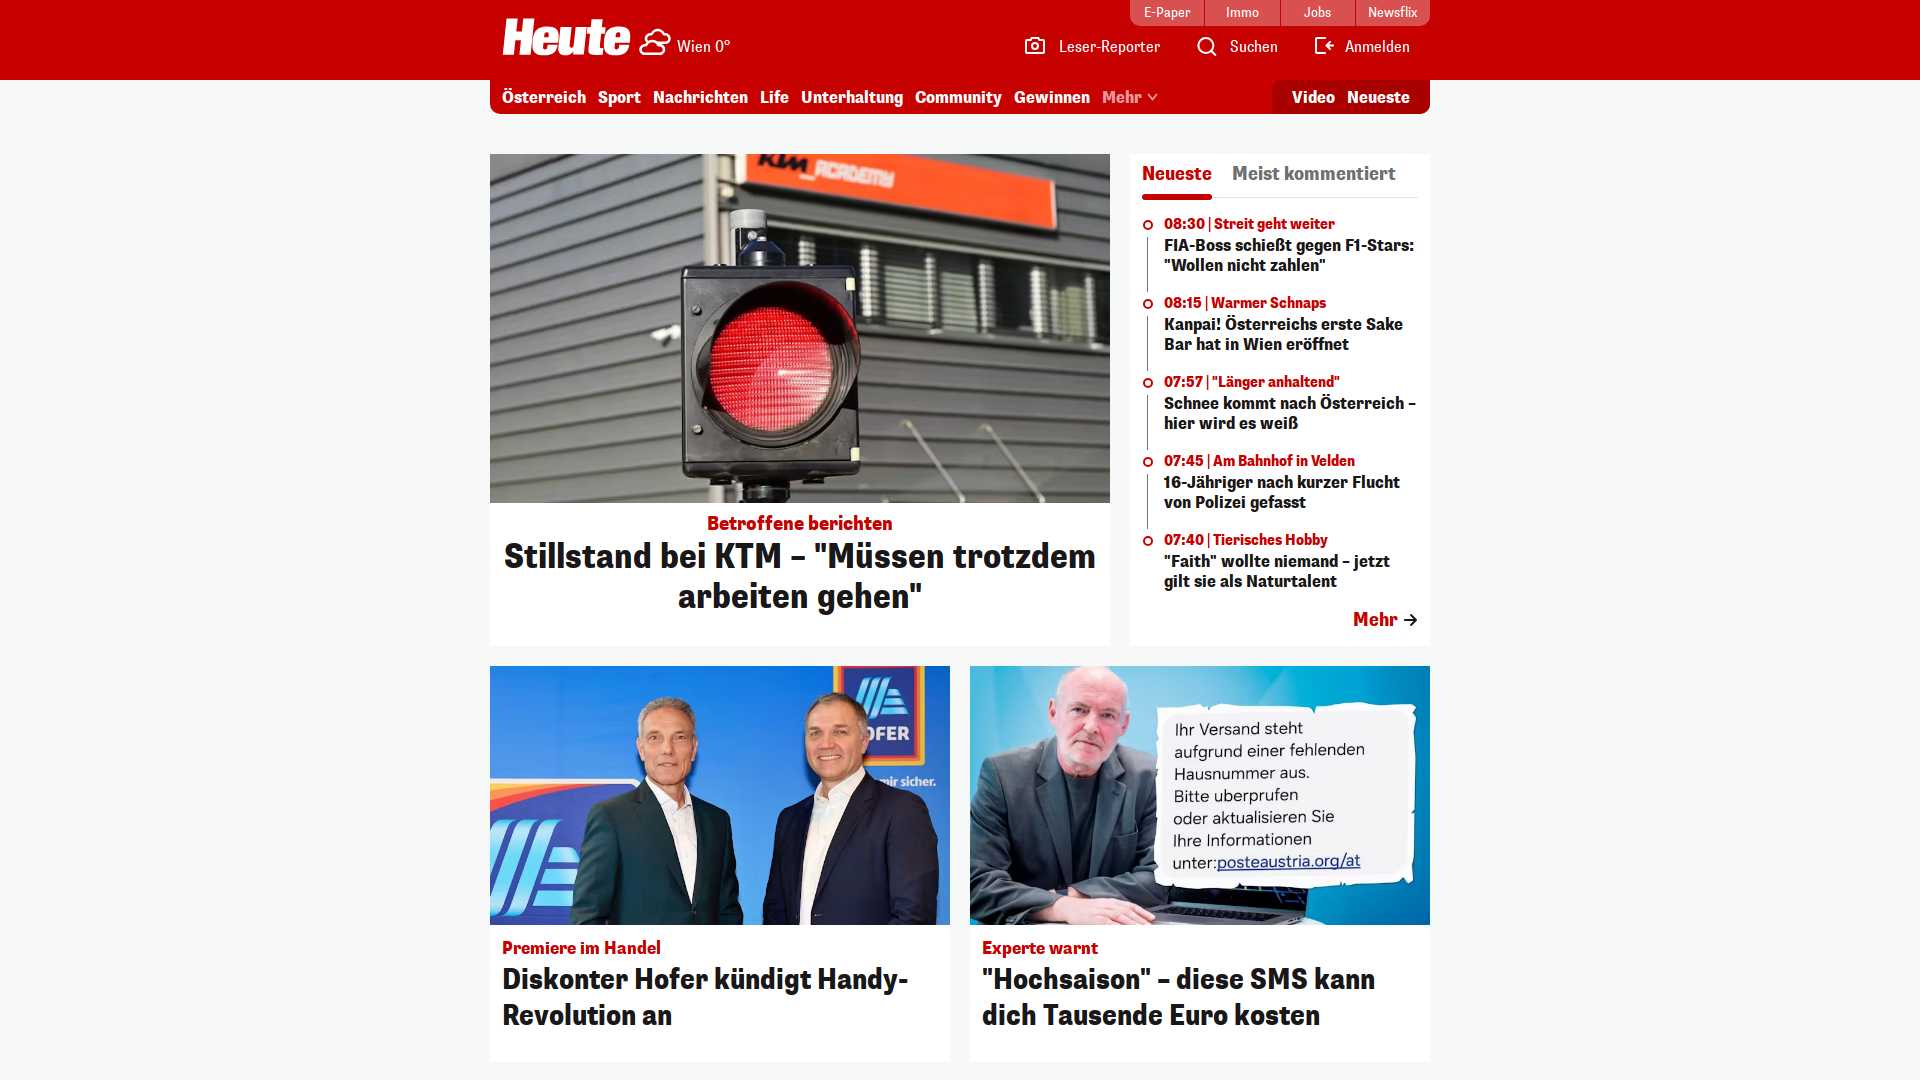 E-Paper
Immo
Jobs
Newsflix
Heute
Wien 0°
Leser-Reporter
Suchen
Anmelden
Österreich
Sport
Nachrichten
Life
Unterhaltung
Community
Gewinnen
Mehr
Video
Neueste
KTM_ACADEMY
Betroffene berichten
Stillstand bei KTM – "Müssen trotzdem
arbeiten gehen"
Neueste
Meist kommentiert
08:30 | Streit geht weiter
FIA-Boss schießt gegen F1-Stars:
"Wollen nicht zahlen"
08:15 | Warmer Schnaps
Kanpai! Österreichs erste Sake
Bar hat in Wien eröffnet
07:57 | "Länger anhaltend"
Schnee kommt nach Österreich –
hier wird es weiß
07:45 | Am Bahnhof in Velden
16-Jähriger nach kurzer Flucht
von Polizei gefasst
07:40 | Tierisches Hobby
"Faith" wollte niemand – jetzt
gilt sie als Naturtalent
Mehr
OFER
mir sicher.
Premiere im Handel
Diskonter Hofer kündigt Handy-
Revolution an
Ihr Versand steht
aufgrund einer fehlenden
Hausnummer aus.
Bitte uberprufen
oder aktualisieren Sie
Ihre Informationen
unter:posteaustria.org/at
Experte warnt
"Hochsaison" – diese SMS kann
dich Tausende Euro kosten